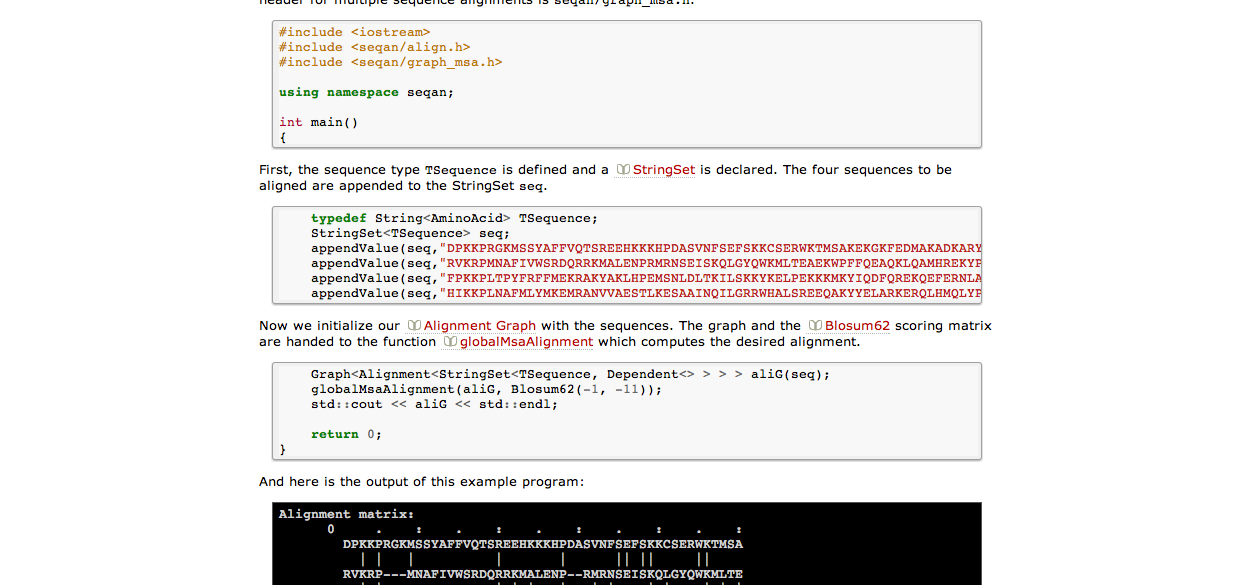 header for multiple sequence alignments is seqan/graph_msa.h.
#include <iostream>
#include <seqan/align.h>
#include <seqan/graph_msa.h>
using namespace seqan;
int main()
{
First, the sequence type TSequence is defined and a StringSet is declared. The four sequences to be
aligned are appended to the StringSet seq.
typedef String<AminoAcid> TSequence;
StringSet<TSequence> seq;
appendValue(seq,"DPKKPRGKMSSYAFFVQTSREEHKKKHPDASVNFSEFSKKCSERWKTMSAKEKGKFEDMAKADKARY
appendValue(seq,"RVKRPMNAFIVWSRDQRRKMALENPRMRNSEISKQLGYQWKMLTEAEKWPFFQEAQKLQAMHREKYP
appendValue(seq,"FPKKPLTPYFRFFMEKRAKYAKLHPEMSNLDLTKILSKKYKELPEKKKMKYIQDFQREKQEFERNLA
appendValue(seq,"HIKKPLNAFMLYMKEMRANVVAESTLKESAAINQILGRRWHALSREEQAKYYELARKERQLHMQLYP
Now we initialize our Alignment Graph with the sequences. The graph and the Blosum62 scoring matrix
are handed to the function globalMsaAlignment which computes the desired alignment.
Graph<Alignment<StringSet<TSequence, Dependent<> > > > aliG(seq);
globalMsaAlignment(aliG, Blosum62(-1, -11));
std::cout << aliG << std::endl;
return 0;
}
And here is the output of this example program:
Alignment matrix:
0 . : . : . : . : . :
DPKKPRGKMSSYAFFVQTSREEHKKKHPDASVNFSEFSKKCSERWKTMSA
| | | | | || || ||
RVKRP---MNAFIVWSRDQRRKMALENP--RMRNSEISKQLGYQWKMLTE